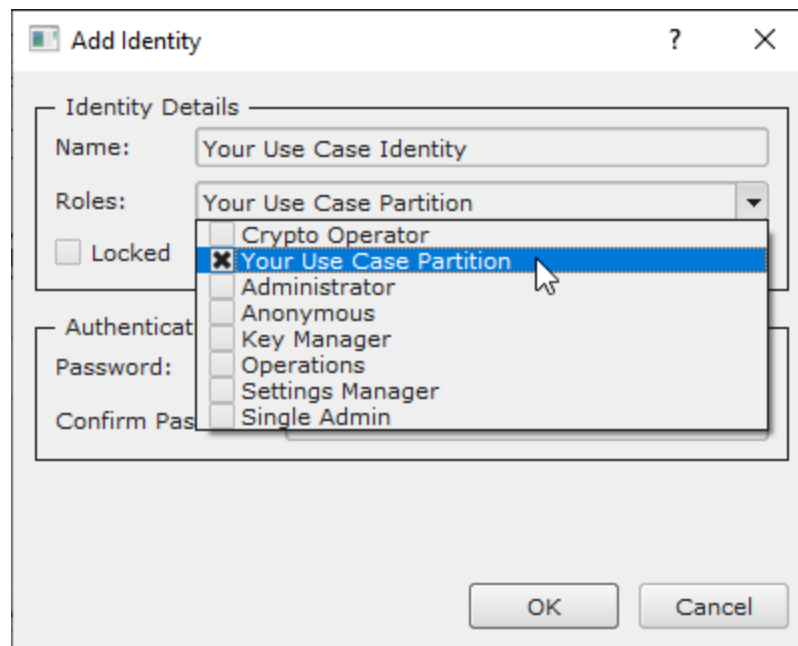 Add Identity
?
Identity Details
Name:
Your Use Case Identity
Roles:
Your Use Case Partition
Locked
Crypto Operator
Your Use Case Partition
Administrator
Anonymous
Key Manager
Operations
Settings Manager
Single Admin
Authenticat
Password:
Confirm Pas
OK
Cancel